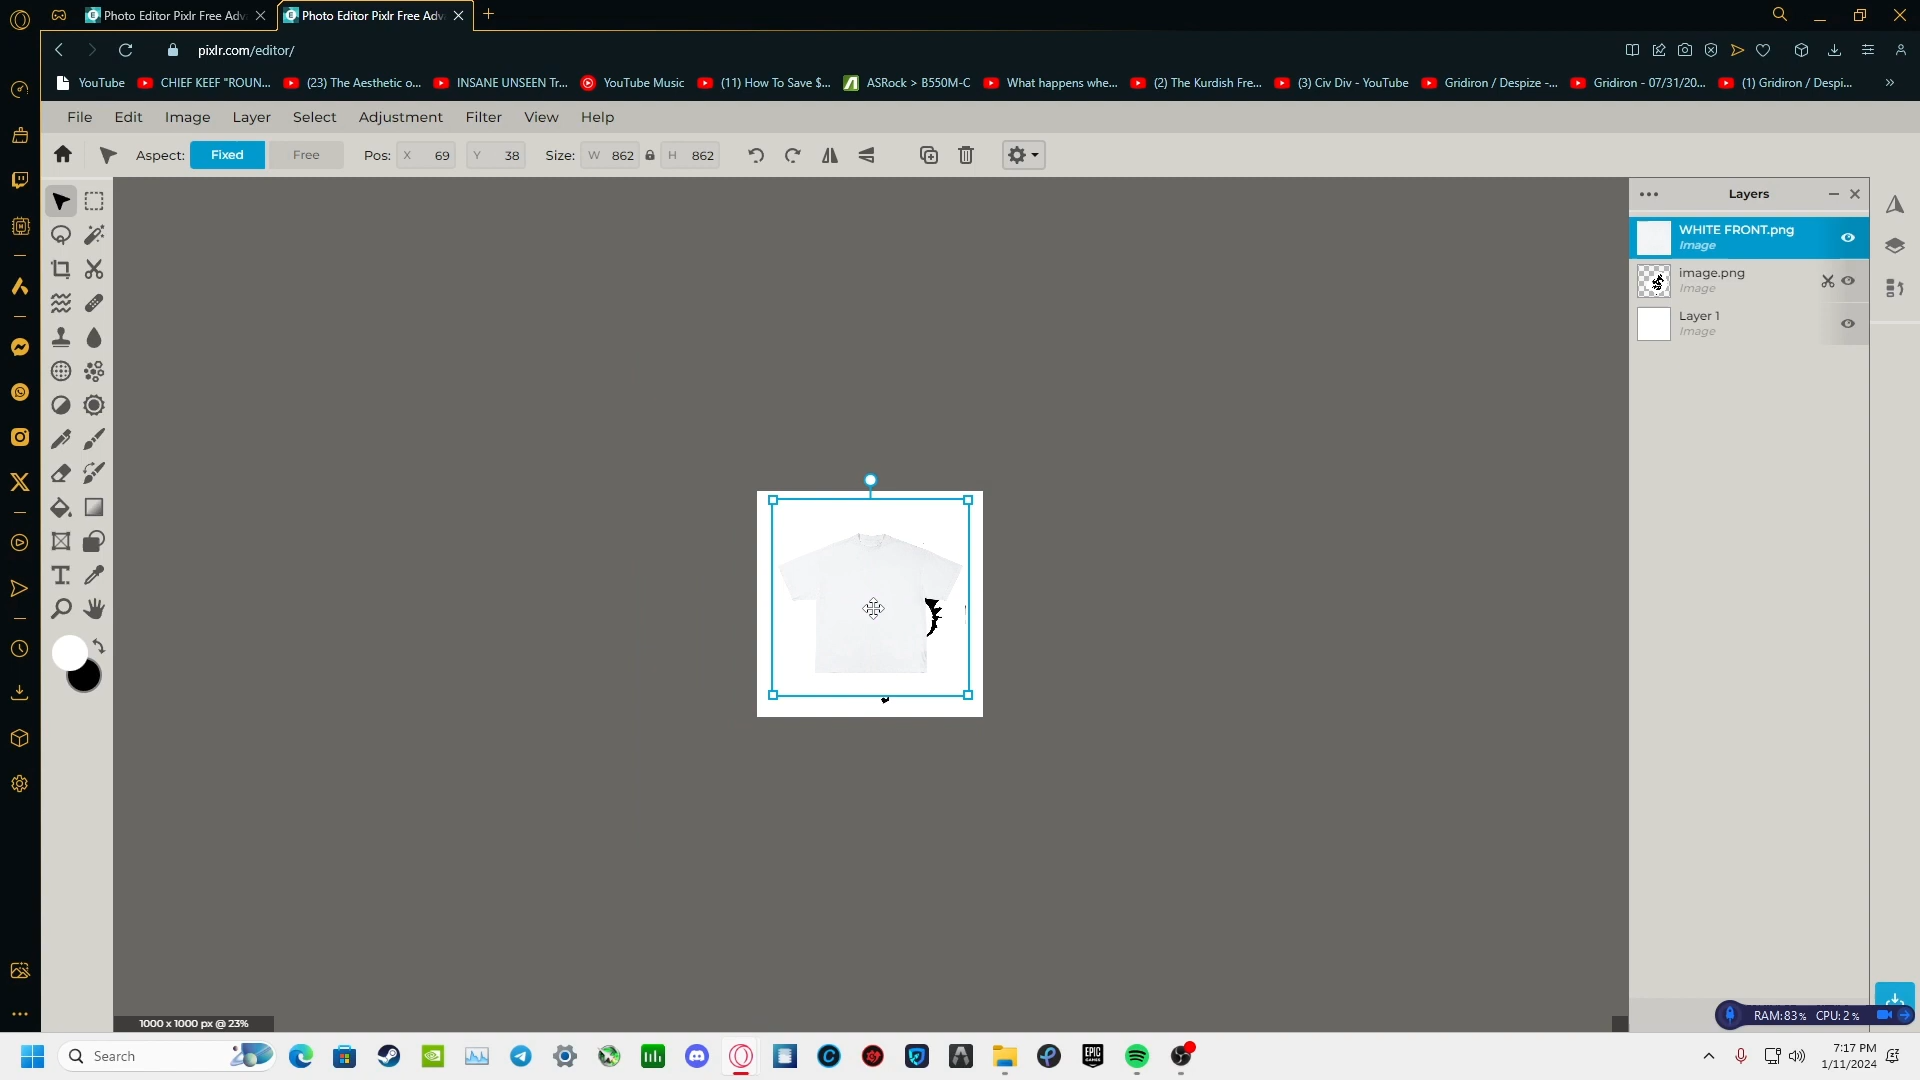 Photo Editor Pixlr Free Adv
Photo Editor Pixlr Free Adv
pixlr.com/editor/
YouTube
CHIEF KEEF "ROUN...
(23) The Aesthetic o...
INSANE UNSEEN Tr...
YouTube Music
(11) How To Save $...
ASRock > B550M-C
What happens whe...
(2) The Kurdish Fre...
(3) Civ Div - YouTube
Gridiron / Despize -...
Gridiron - 07/31/20...
(1) Gridiron / Despi...
File Edit Image Layer Select Adjustment Filter View Help
Aspect: Fixed Free Pos: X 69 Y 38 Size: W 862 H 862
Layers
WHITE FRONT.png
Image
image.png
Image
Layer 1
Image
1000 x 1000 px @ 23%
RAM:83% CPU:2%
Search
EPIC GAMES
7:17 PM
1/11/2024